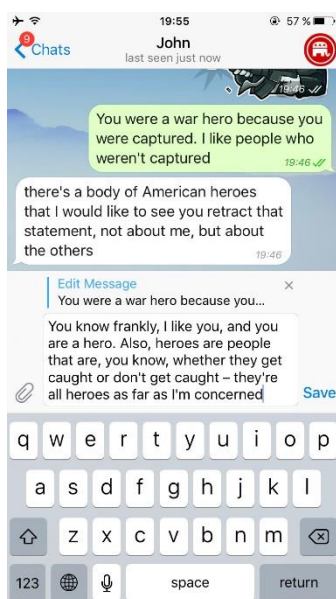 19:55
57 %
9
Chats
John
last seen just now
19:46
You were a war hero because you
were captured. I like people who
weren't captured
19:46
there's a body of American heroes
that I would like to see you retract that
statement, not about me, but about
the others
19:46
Edit Message
You were a war hero because you...
You know frankly, I like you, and you
are a hero. Also, heroes are people
that are, you know, whether they get
caught or don't get caught – they're
all heroes as far as I'm concerned
Save
q w e r t y u i o p
a s d f g h j k l
z x c v b n m
123 space return